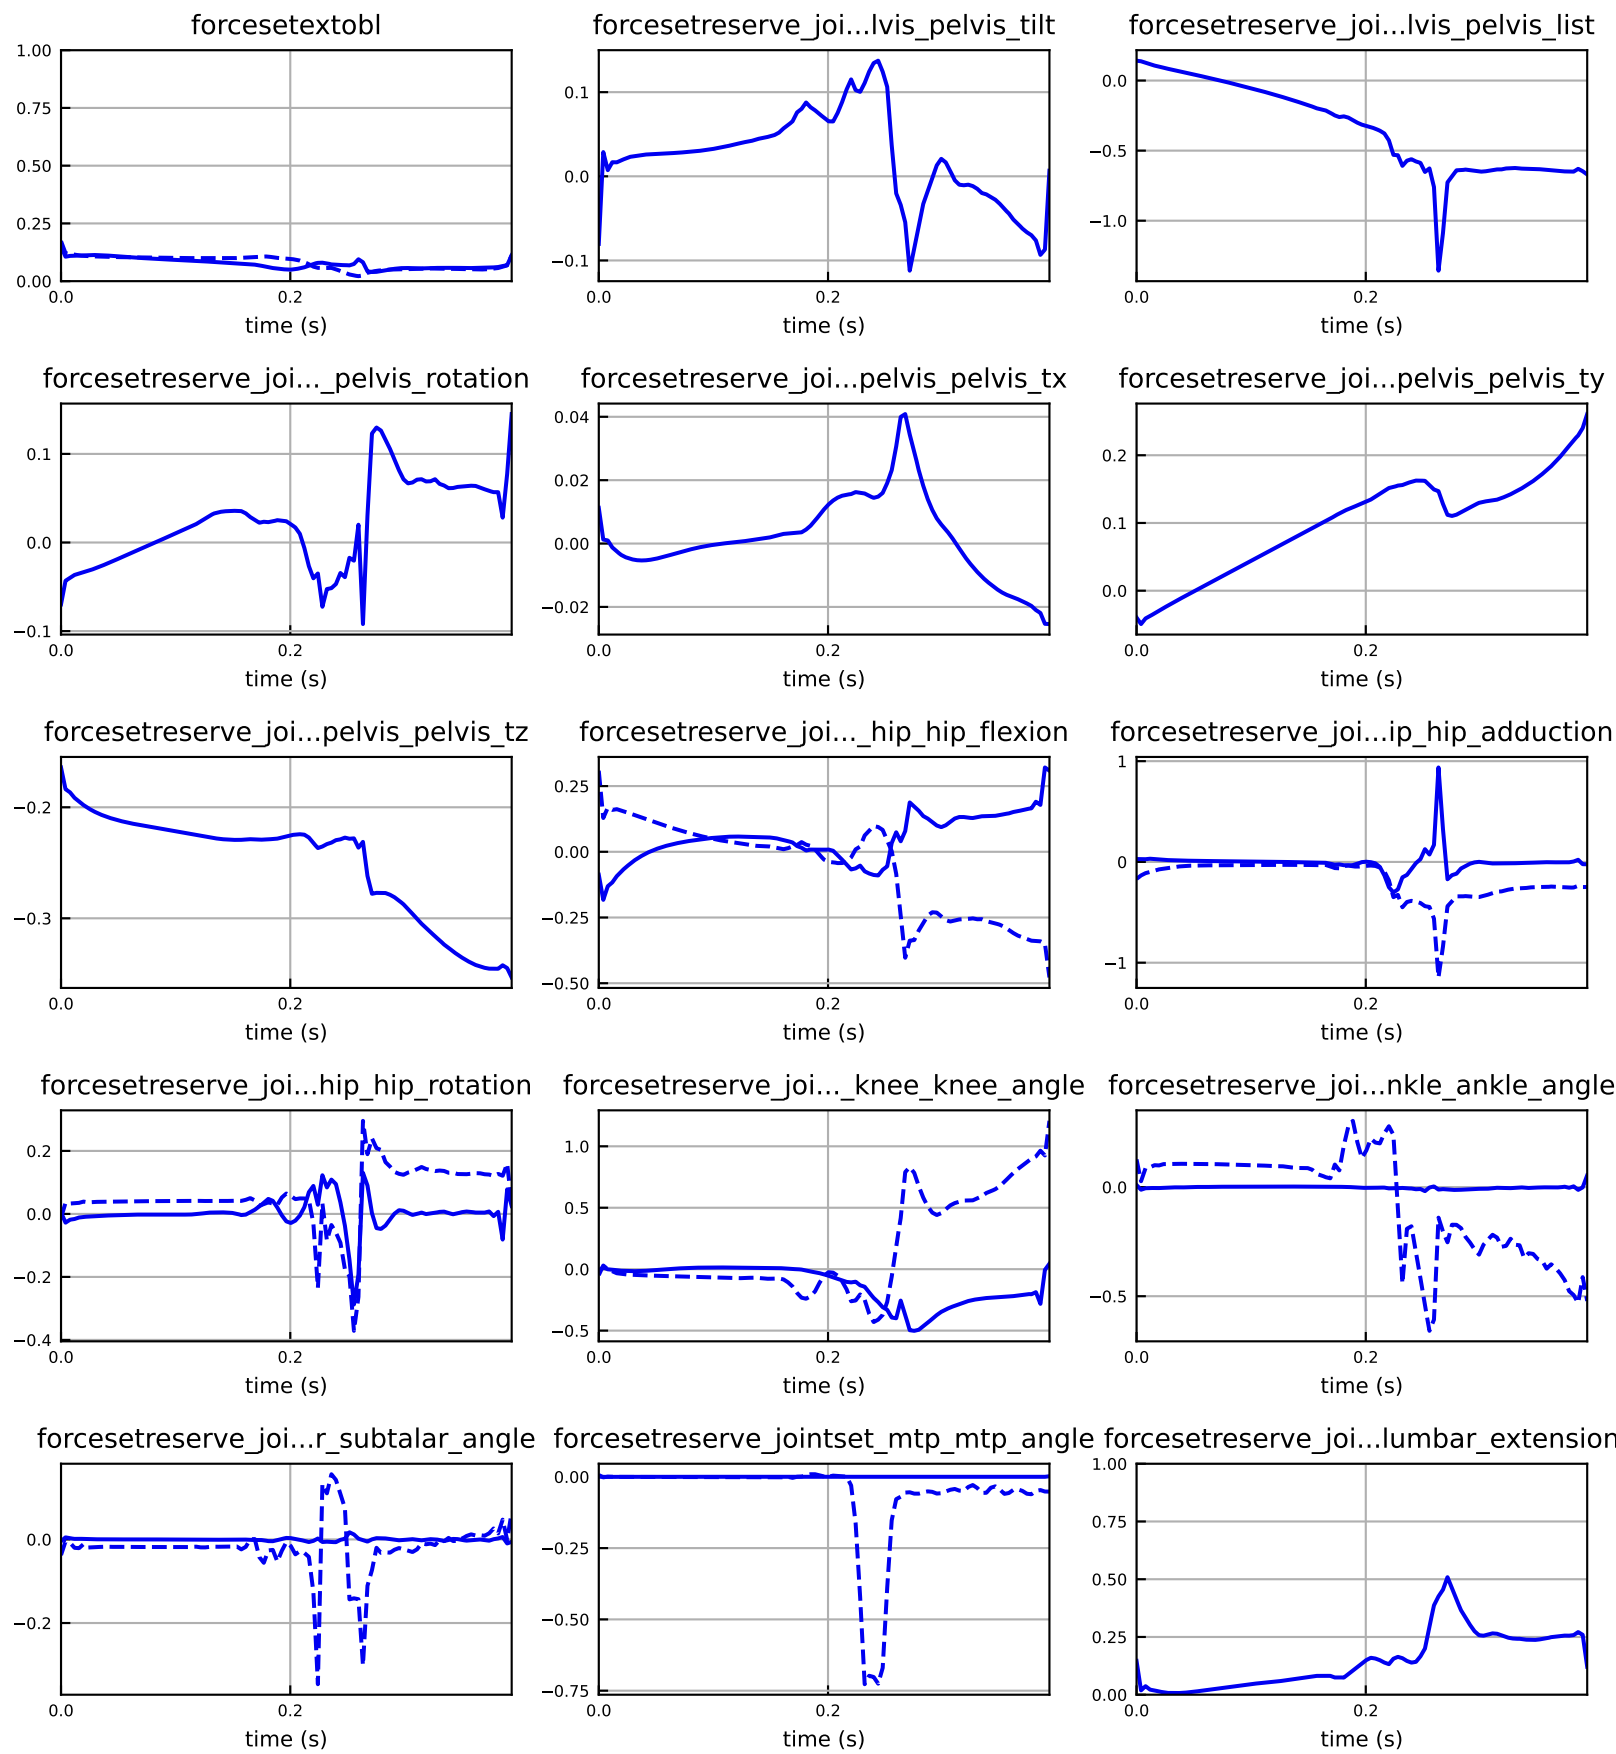 forcesetextobl
forcesetreserve_joi...lvis_pelvis_tilt
forcesetreserve_joi...lvis_pelvis_list
1.00
0.75
0.50
0.25
0.00
0.0
0.2
time (s)
0.1
0.0
−0.1
0.0
0.2
time (s)
0.0
−0.5
−1.0
0.0
0.2
time (s)
forcesetreserve_joi..._pelvis_rotation
forcesetreserve_joi...pelvis_pelvis_tx
forcesetreserve_joi...pelvis_pelvis_ty
0.1
0.0
−0.1
0.0
0.2
time (s)
0.04
0.02
0.00
−0.02
0.0
0.2
time (s)
0.2
0.1
0.0
0.0
0.2
time (s)
forcesetreserve_joi...pelvis_pelvis_tz
forcesetreserve_joi..._hip_hip_flexion
forcesetreserve_joi...ip_hip_adduction
−0.2
−0.3
0.0
0.2
time (s)
0.25
0.00
−0.25
−0.50
0.0
0.2
time (s)
1
0
−1
0.0
0.2
time (s)
forcesetreserve_joi...hip_hip_rotation
forcesetreserve_joi..._knee_knee_angle
forcesetreserve_joi...nkle_ankle_angle
0.2
0.0
−0.2
−0.4
0.0
0.2
time (s)
1.0
0.5
0.0
−0.5
0.0
0.2
time (s)
0.0
−0.5
0.0
0.2
time (s)
forcesetreserve_joi...r_subtalar_angle
forcesetreserve_jointset_mtp_mtp_angle
forcesetreserve_joi...lumbar_extension
0.0
−0.2
0.0
0.2
time (s)
0.00
−0.25
−0.50
−0.75
0.0
0.2
time (s)
1.00
0.75
0.50
0.25
0.00
0.0
0.2
time (s)